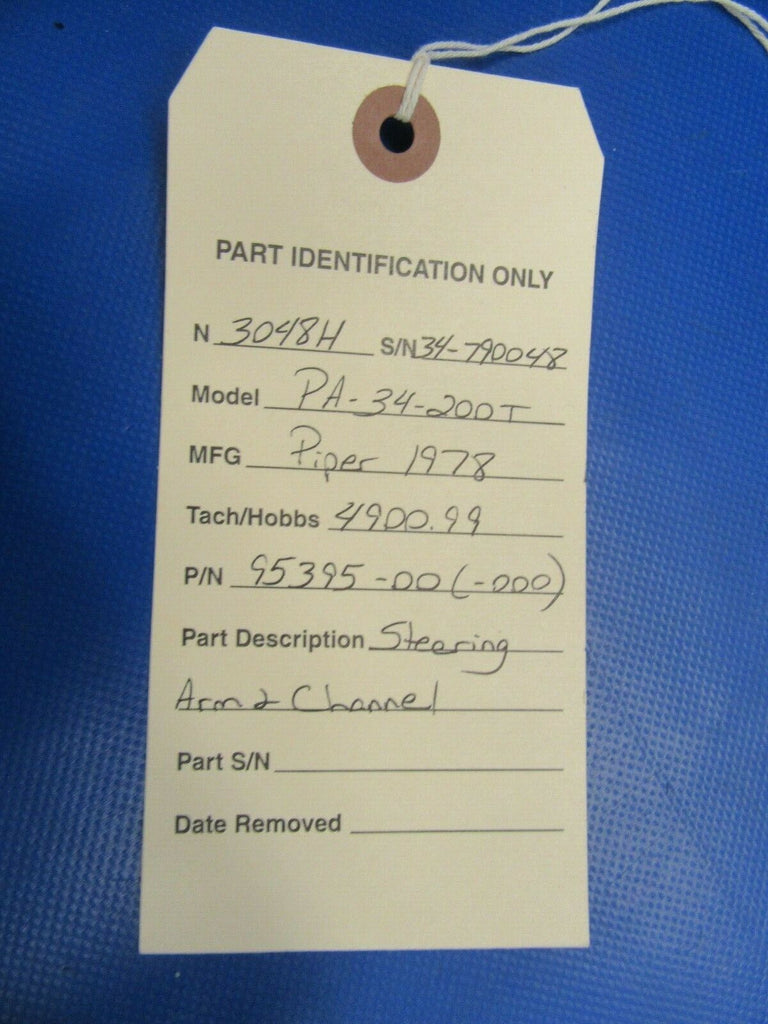 PART IDENTIFICATION ONLY
N 3048H S/N 34-790048
Model PA-34-200T
MFG Piper 1978
Tach/Hobbs 4900.99
P/N 95395-00 (-000)
Part Description Steering
Arm & Channel
Part S/N
Date Removed